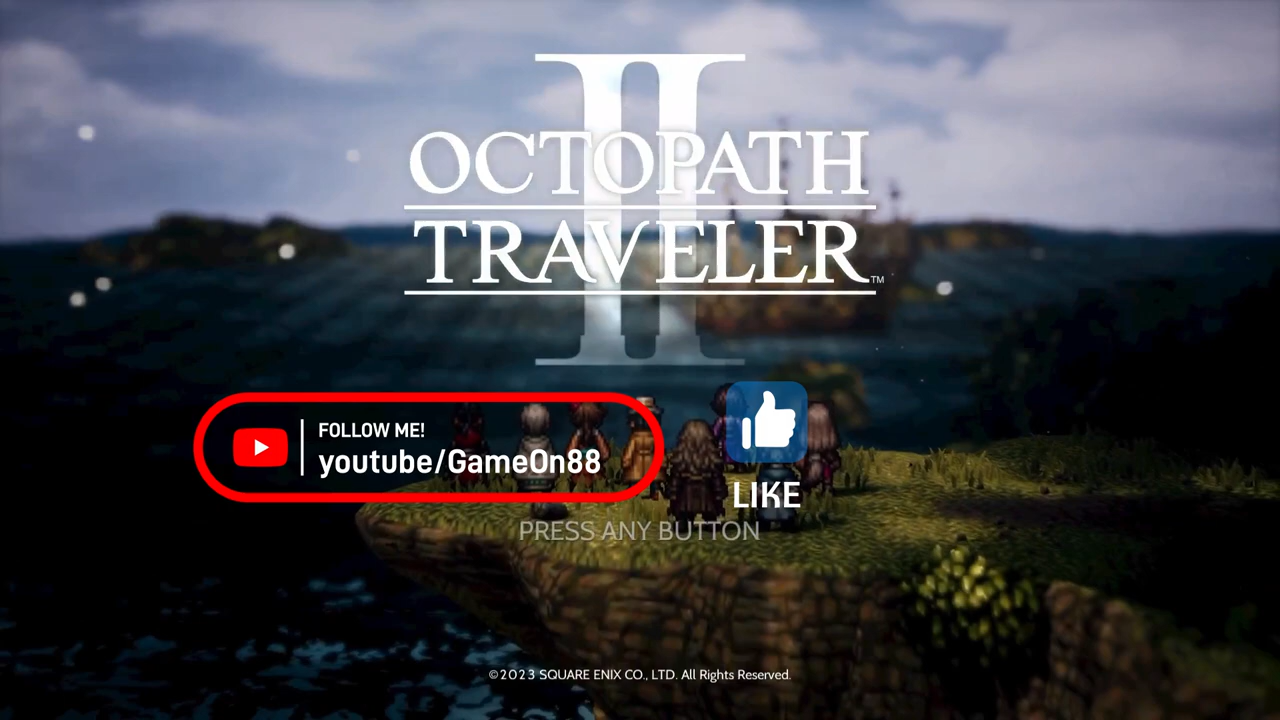 II
OCTOPATH
TRAVELER™
FOLLOW ME!
youtube/GameOn88
LIKE
PRESS ANY BUTTON
©2023 SQUARE ENIX CO., LTD. All Rights Reserved.